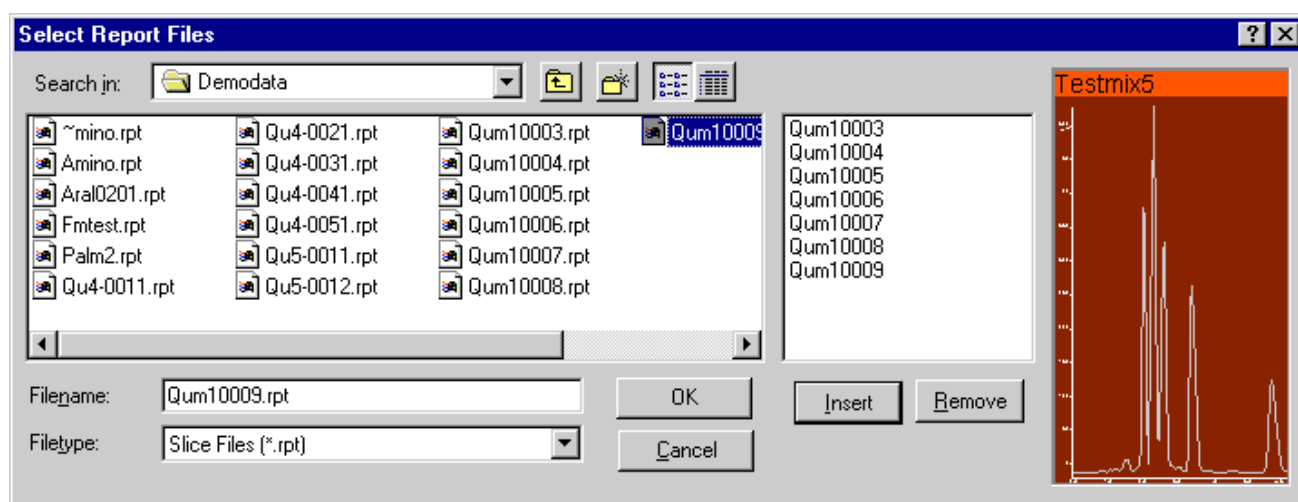 Select Report Files
Search in:
Demodata
Testmix5
~mino.rpt
Amino.rpt
Aral0201.rpt
Fmtest.rpt
Palm2.rpt
Qu4-0011.rpt
Qu4-0021.rpt
Qu4-0031.rpt
Qu4-0041.rpt
Qu4-0051.rpt
Qu5-0011.rpt
Qu5-0012.rpt
Qum10003.rpt
Qum10004.rpt
Qum10005.rpt
Qum10006.rpt
Qum10007.rpt
Qum10008.rpt
Qum10009
Qum10003
Qum10004
Qum10005
Qum10006
Qum10007
Qum10008
Qum10009
Filename:
Qum10009.rpt
OK
Insert
Remove
Filetype:
Slice Files (*.rpt)
Cancel